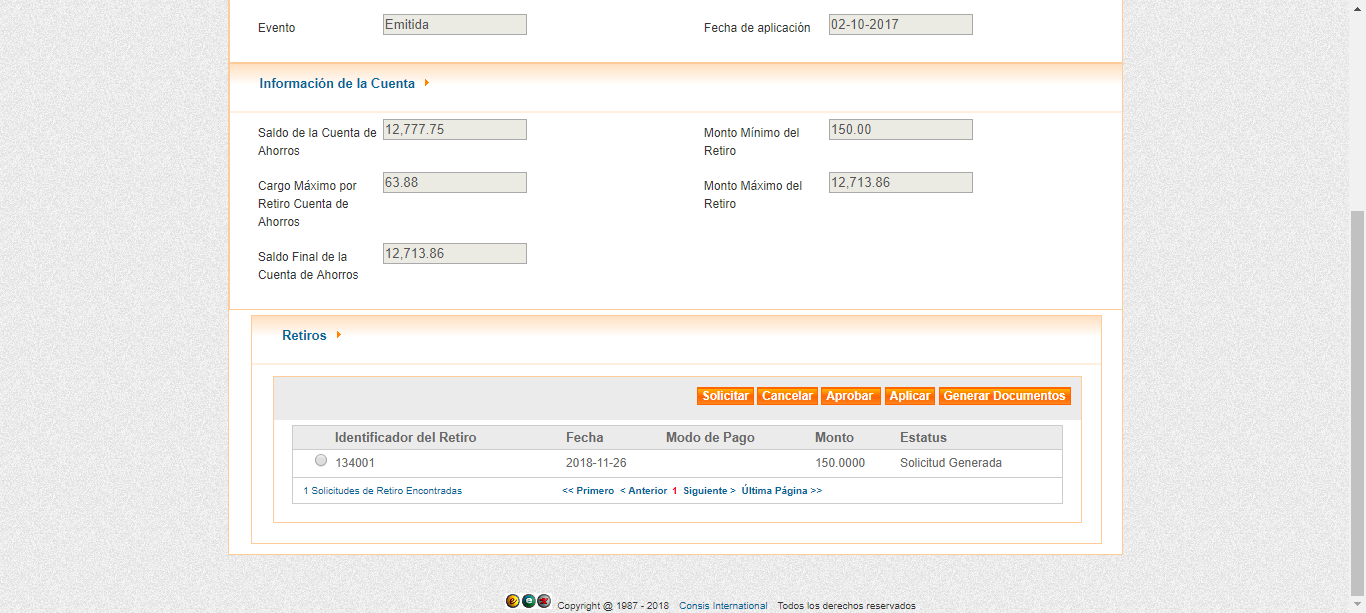 Evento Emitida Fecha de aplicación 02-10-2017
Información de la Cuenta
Saldo de la Cuenta de Ahorros 12,777.75 Monto Mínimo del Retiro 150.00
Cargo Máximo por Retiro Cuenta de Ahorros 63.88 Monto Máximo del Retiro 12,713.86
Saldo Final de la Cuenta de Ahorros 12,713.86
Retiros
Solicitar Cancelar Aprobar Aplicar Generar Documentos
Identificador del Retiro Fecha Modo de Pago Monto Estatus
134001 2018-11-26 150.0000 Solicitud Generada
1 Solicitudes de Retiro Encontradas << Primero < Anterior 1 Siguiente > Última Página >>
Copyright @ 1987 - 2018 Consis International Todos los derechos reservados